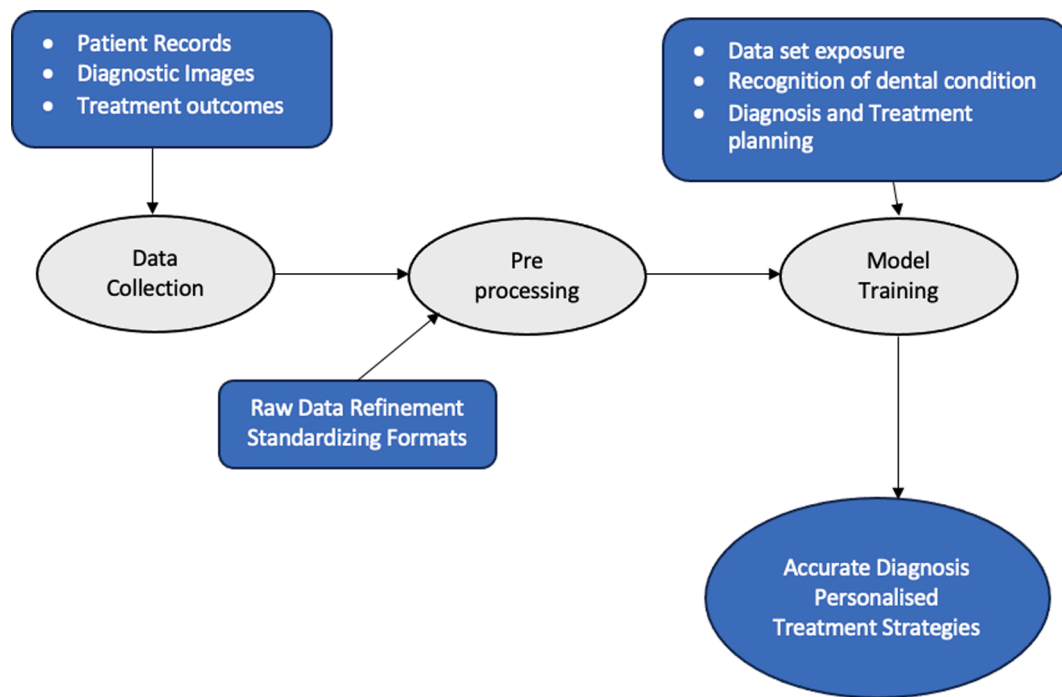 • Patient Records
• Diagnostic Images
• Treatment outcomes
• Data set exposure
• Recognition of dental condition
• Diagnosis and Treatment
planning
Data
Collection
Pre
processing
Model
Training
Raw Data Refinement
Standardizing Formats
Accurate Diagnosis
Personalised
Treatment Strategies